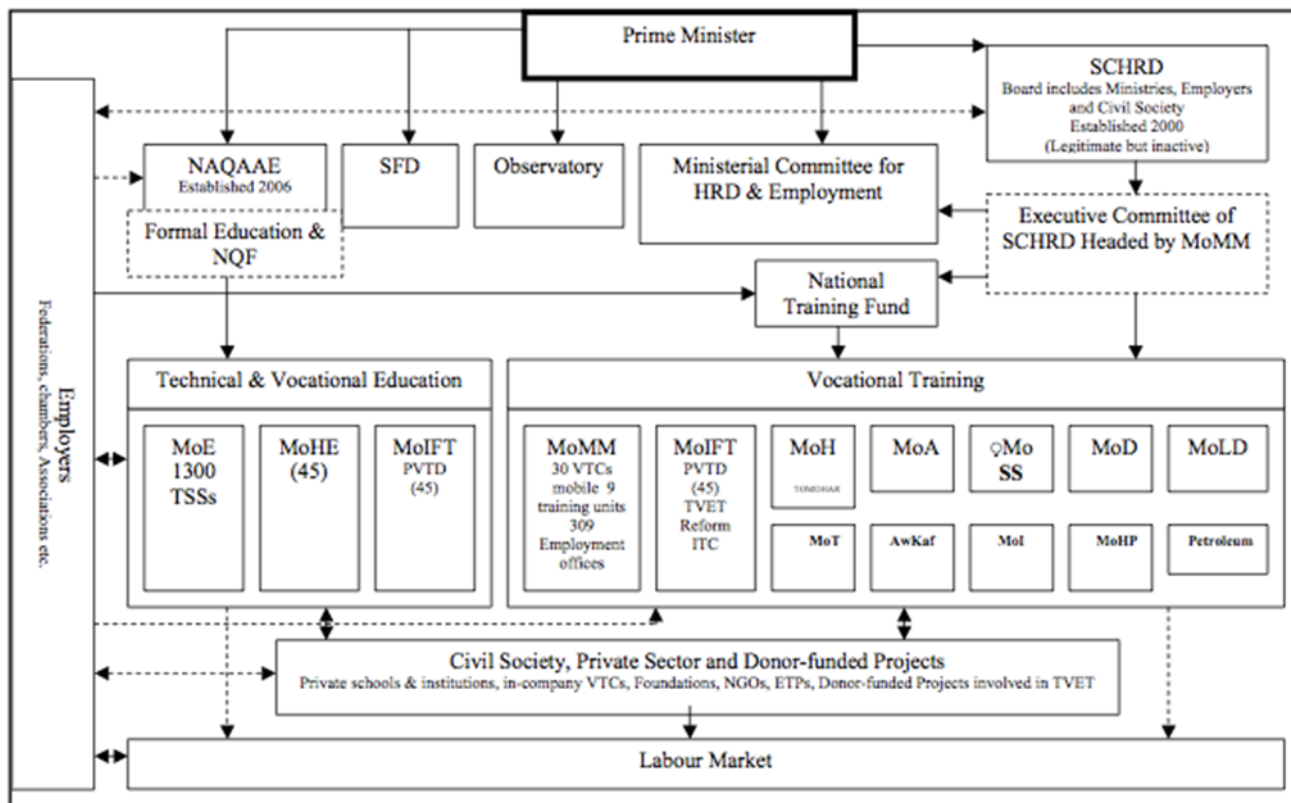 Prime Minister
SCHRD
Board includes Ministries, Employers
and Civil Society
Established 2000
(Legitimate but inactive)
NAQAAE
Established 2006
SFD
Observatory
Ministerial Committee for
HRD & Employment
Formal Education &
NQF
Executive Committee of
SCHRD Headed by MoMM
National
Training Fund
Employers
Federations, chambers, Associations etc.
Technical & Vocational Education
Vocational Training
MoE
1300
TSSs
MoHE
(45)
MoIFT
PVTD
(45)
MoMM
30 VTCs
mobile 9
training units
309
Employment
offices
MoIFT
PVTD
(45)
TVET
Reform
ITC
MoH
MoA
♀Mo
SS
MoD
MoLD
MoT
AwKaf
MoI
MoHP
Petroleum
Civil Society, Private Sector and Donor-funded Projects
Private schools & institutions, in-company VTCs, Foundations, NGOs, ETPs, Donor-funded Projects involved in TVET
Labour Market